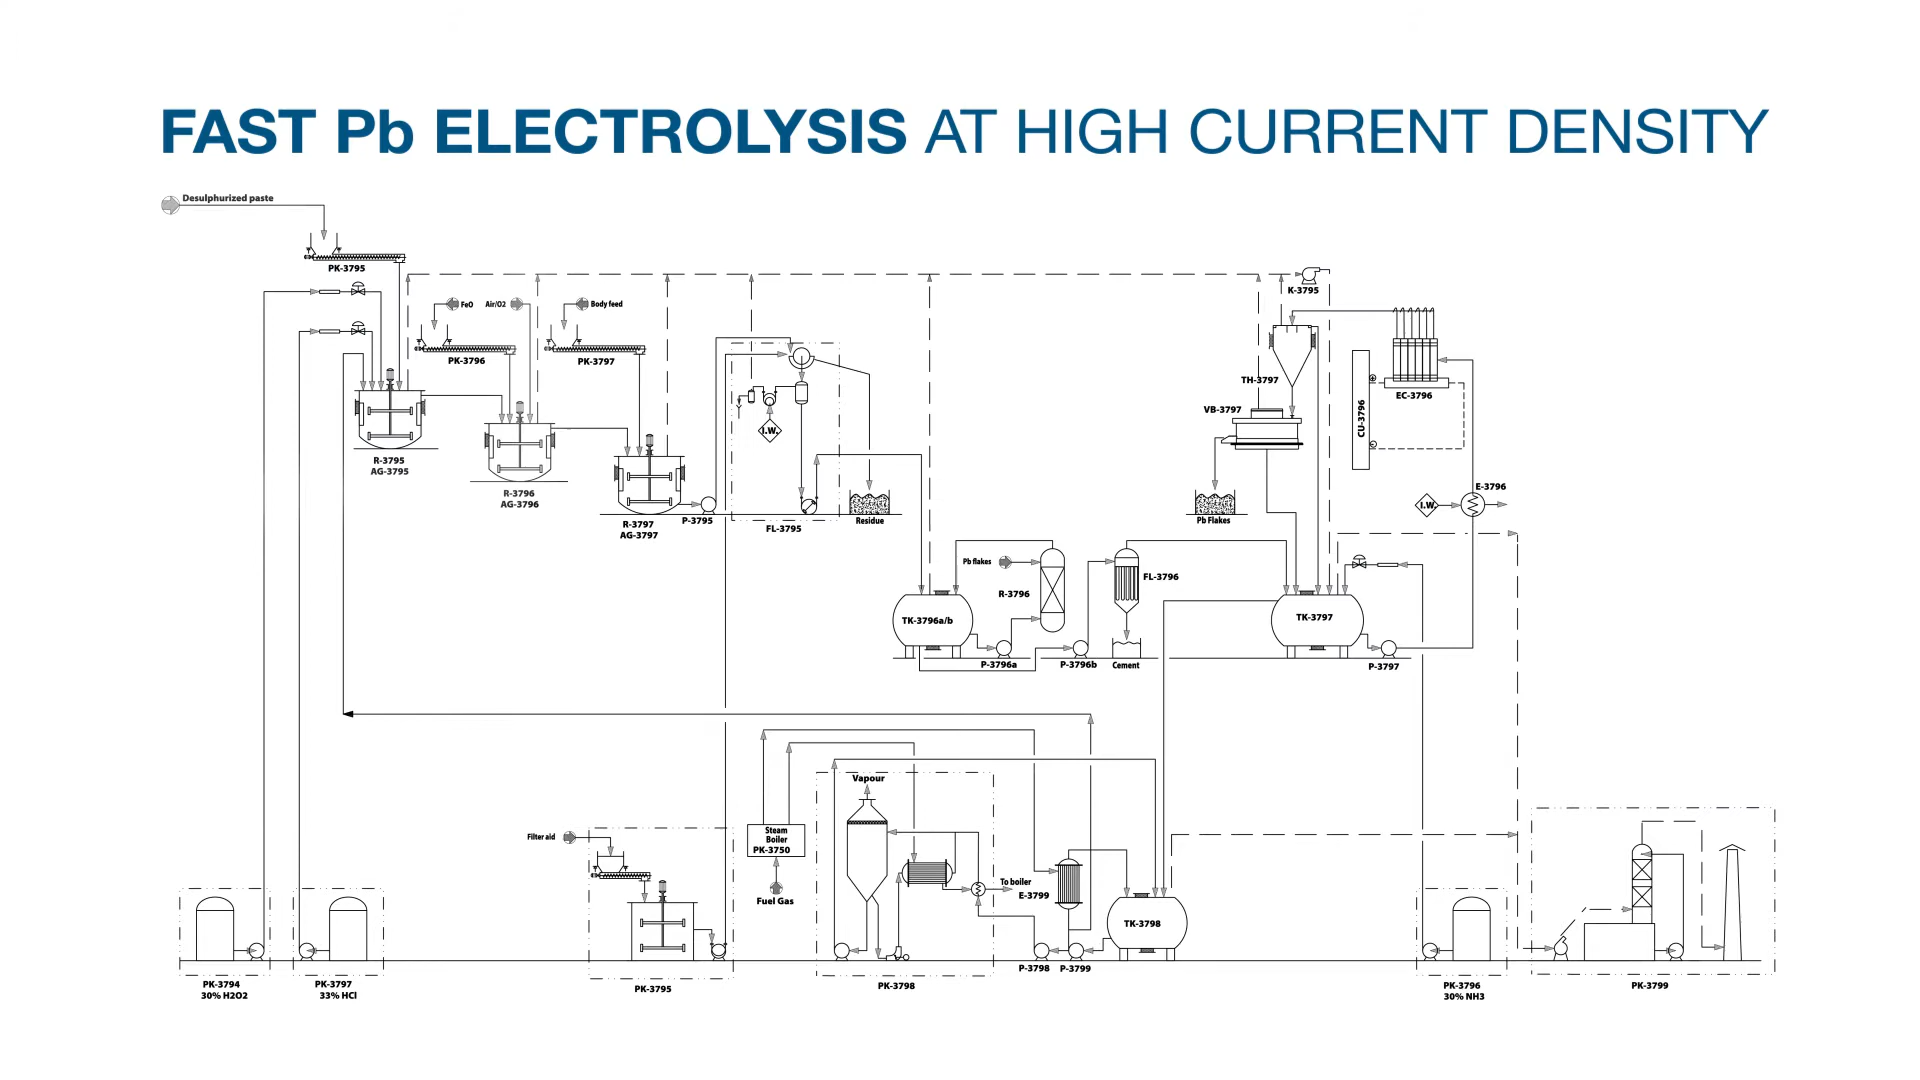 FAST Pb ELECTROLYSIS AT HIGH CURRENT DENSITY
Desulphurized paste
PK-3795
FeO
Air/O2
Body feed
PK-3796
PK-3797
K-3795
TH-3797
VB-3797
CU-3796
EC-3796
I.W.
R-3795
AG-3795
R-3796
AG-3796
R-3797
AG-3797
P-3795
FL-3795
Residue
Pb Flakes
I.W.
E-3796
Pb flakes
R-3796
FL-3796
TK-3796a/b
TK-3797
P-3796a
P-3796b
Cement
P-3797
Vapour
Filter aid
Steam
Boiler
PK-3750
Fuel Gas
To boiler
E-3799
TK-3798
P-3798
P-3799
PK-3794
30% H2O2
PK-3797
33% HCl
PK-3795
PK-3798
PK-3796
30% NH3
PK-3799